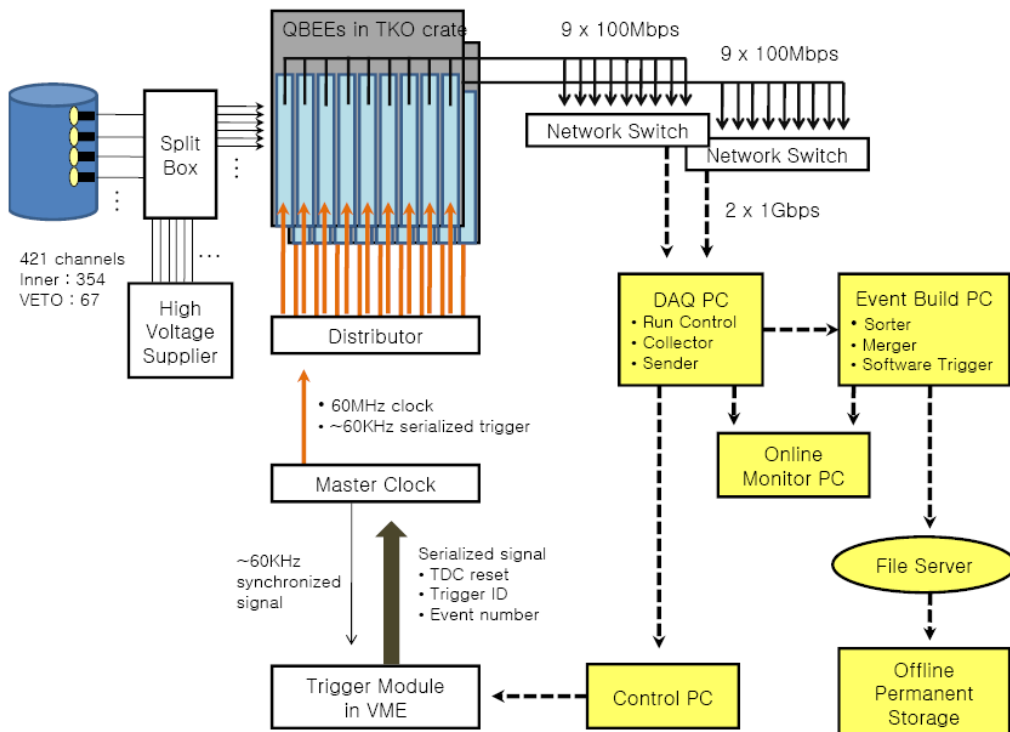 QBEEs in TKO crate
9 x 100Mbps
9 x 100Mbps
Split
Box
Network Switch
Network Switch
2 x 1Gbps
421 channels
Inner : 354
VETO : 67
High
Voltage
Supplier
Distributor
DAQ PC
• Run Control
• Collector
• Sender
Event Build PC
• Sorter
• Merger
• Software Trigger
• 60MHz clock
• ~60KHz serialized trigger
Online
Monitor PC
Master Clock
~60KHz
synchronized
signal
Serialized signal
• TDC reset
• Trigger ID
• Event number
File Server
Trigger Module
in VME
Control PC
Offline
Permanent
Storage